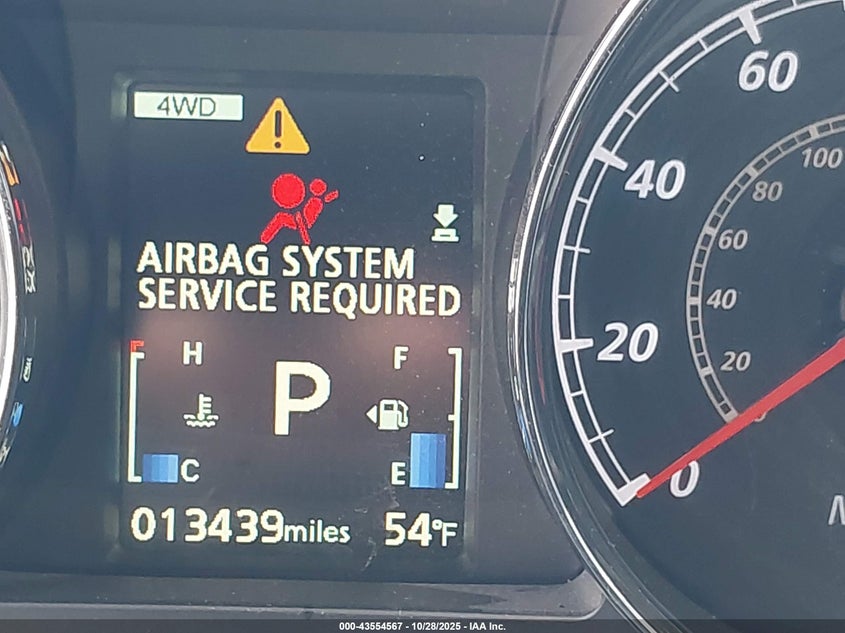 4WD
AIRBAG SYSTEM
SERVICE REQUIRED
H
P
F
C
E
013439miles
54°F
60
40
20
0
100
80
60
40
20
000-43554567 - 10/28/2025 - IAA Inc.